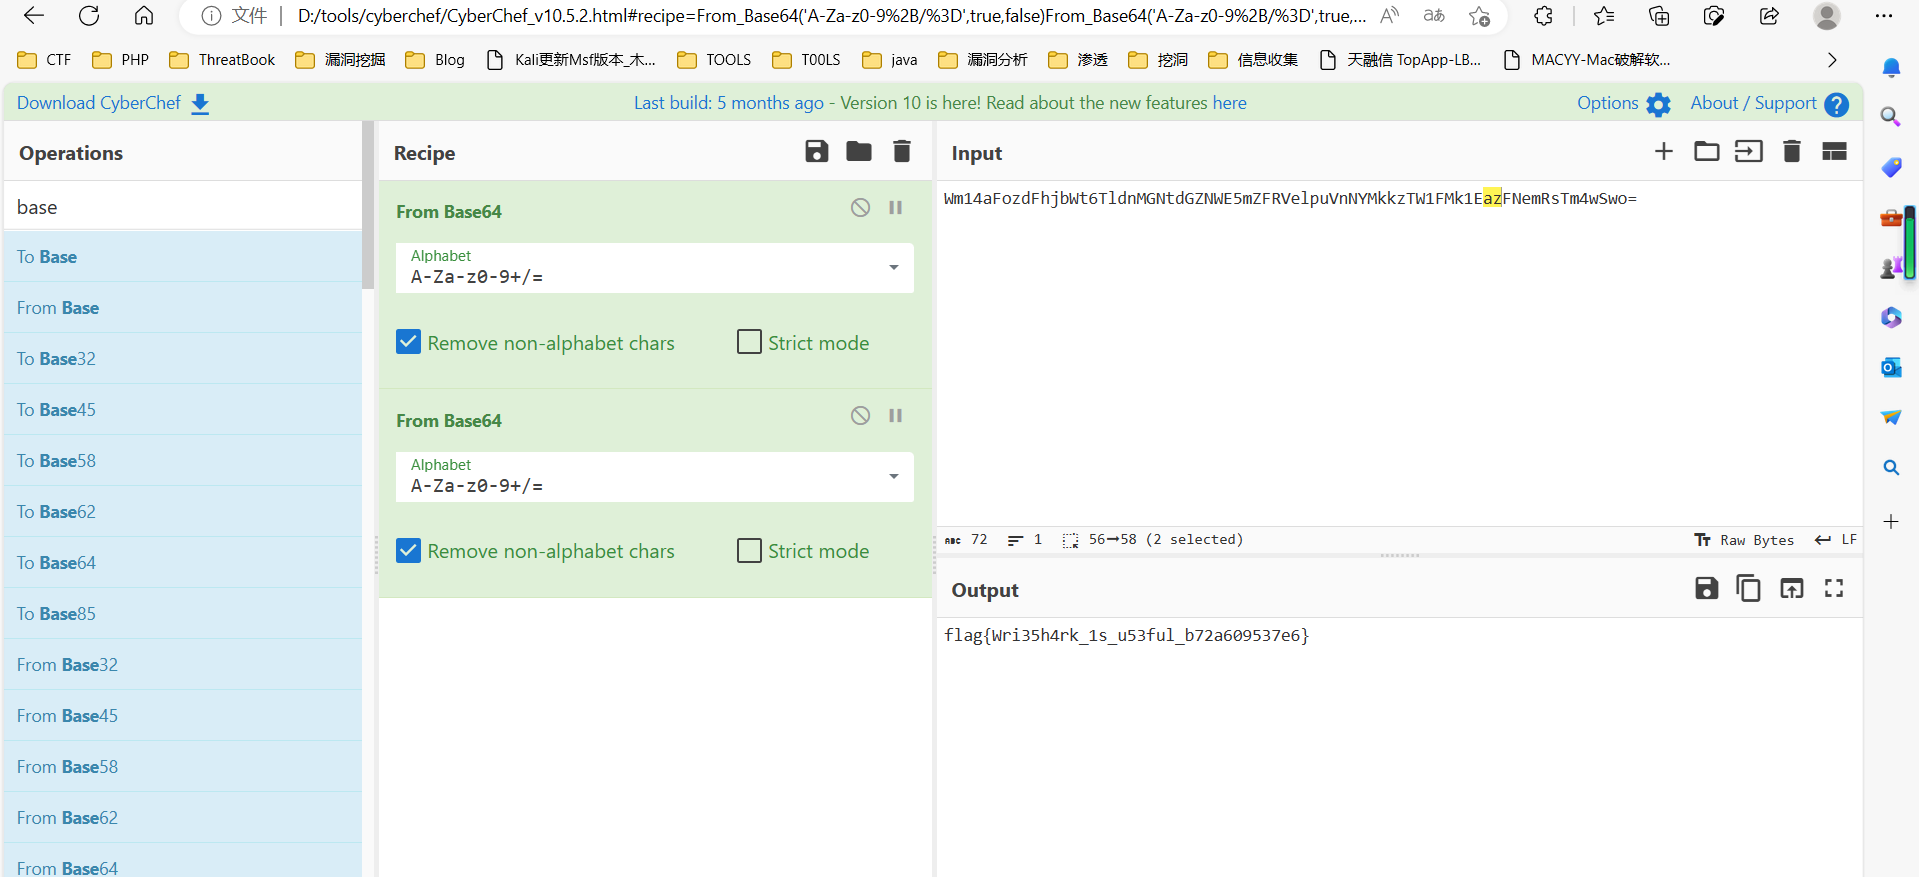 文件 D:/tools/cyberchef/CyberChef_v10.5.2.html#recipe=From_Base64('A-Za-z0-9%2B/%3D',true,false)From_Base64('A-Za-z0-9%2B/%3D',true,...
CTF PHP ThreatBook 漏洞挖掘 Blog Kali更新Msf版本_木... TOOLS T00LS java 漏洞分析 渗透 挖洞 信息收集 天融信 TopApp-LB... MACYY-Mac破解软...
Download CyberChef Last build: 5 months ago - Version 10 is here! Read about the new features here Options About / Support
Operations
base
To Base
From Base
To Base32
To Base45
To Base58
To Base62
To Base64
To Base85
From Base32
From Base45
From Base58
From Base62
From Base64
Recipe
From Base64
Alphabet
A-Za-z0-9+/=
Remove non-alphabet chars Strict mode
From Base64
Alphabet
A-Za-z0-9+/=
Remove non-alphabet chars Strict mode
Input
Wm14aFozdFhjbWt6TldnMGNtdGZNWE5mZFRVelpuVnNYMkkzTW1FMk1EazFNemRsTm4wSwo=
ABC 72 1 56→58 (2 selected) Raw Bytes LF
Output
flag{Wri35h4rk_1s_u53ful_b72a609537e6}